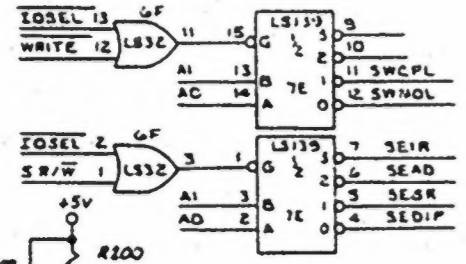 IOSEL 13 6F 11 15 LS139 9
WRITE 12 LS32 G 1/2 3 10
2
A1 13 B 7E 1 11 SWCPL
A0 14 A 0 12 SWNOL
IOSEL 2 6F LS139 7 SEIR
LS32 3 1 G 1/2 3 6 SEAD
SR/W 1 2
+5V A1 3 B 7E 1 5 SESR
A0 2 A 0 4 SEDIP
R200